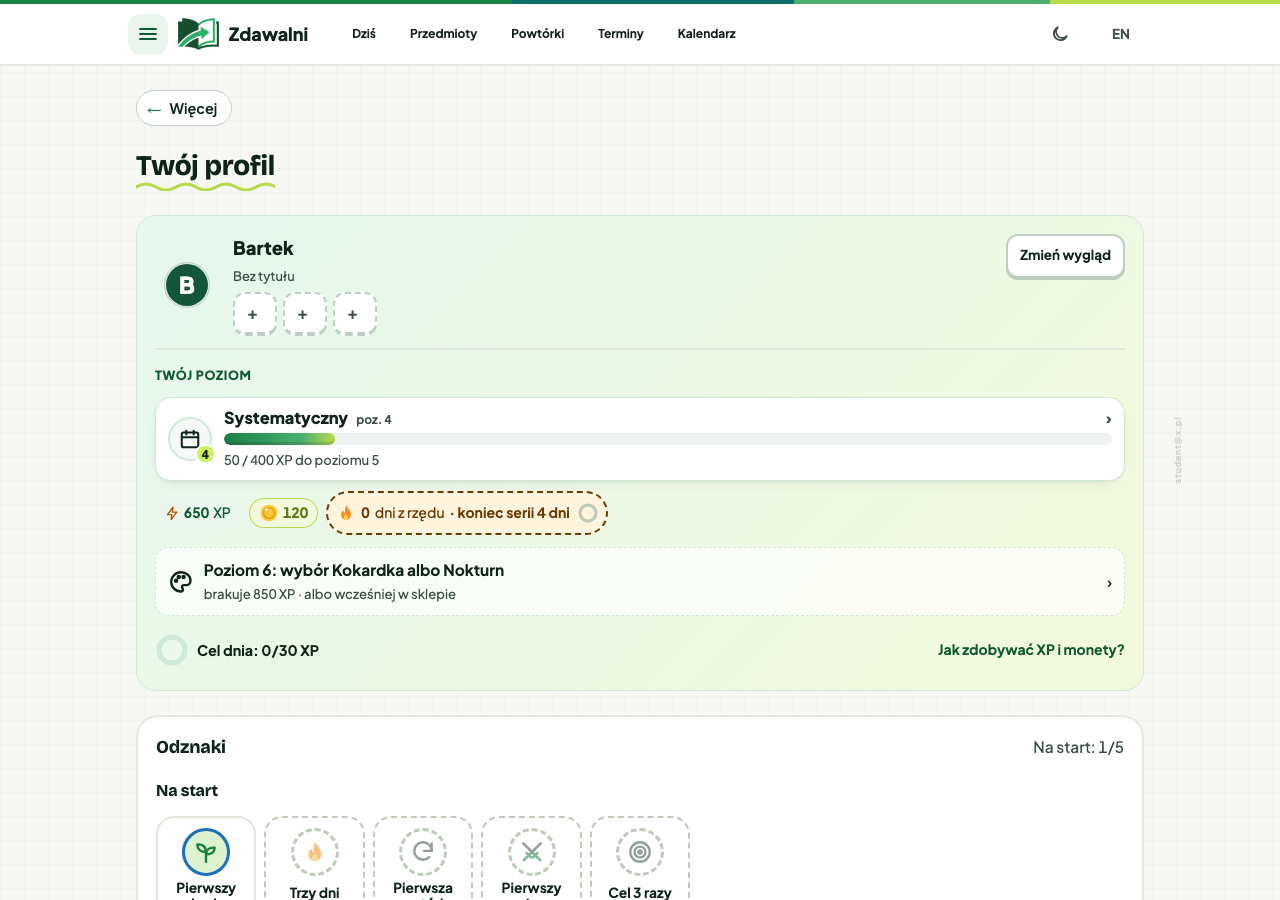 Zdawalni
Dziś
Przedmioty
Powtórki
Terminy
Kalendarz
EN
← Więcej
Twój profil
B
Bartek
Bez tytułu
+ + +
Zmień wygląd
TWÓJ POZIOM
Systematyczny poz. 4
›
4
50 / 400 XP do poziomu 5
650 XP
120
0 dni z rzędu · koniec serii 4 dni
Poziom 6: wybór Kokardka albo Nokturn
brakuje 850 XP · albo wcześniej w sklepie
›
Cel dnia: 0/30 XP
Jak zdobywać XP i monety?
student@x.pl
Odznaki
Na start: 1/5
Na start
Pierwszy
Trzy dni
Pierwsza
Pierwszy
Cel 3 razy